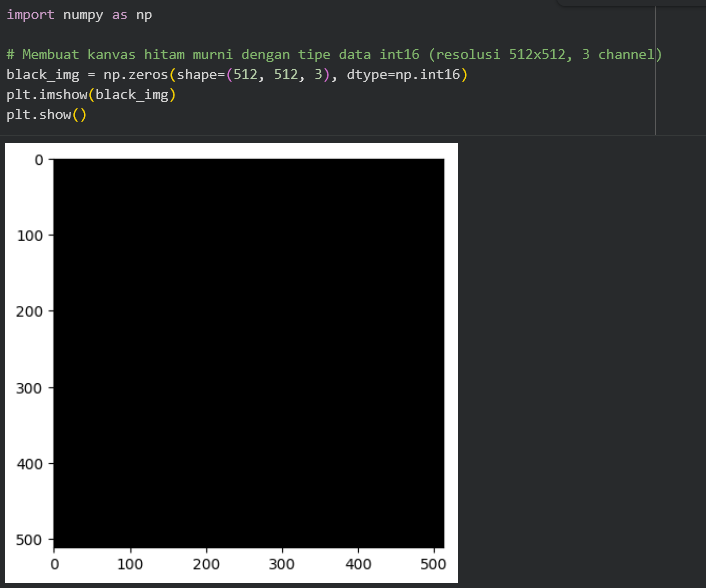 import numpy as np
# Membuat kanvas hitam murni dengan tipe data int16 (resolusi 512x512, 3 channel)
black_img = np.zeros(shape=(512, 512, 3), dtype=np.int16)
plt.imshow(black_img)
plt.show()
0
100
200
300
400
500
0 100 200 300 400 500